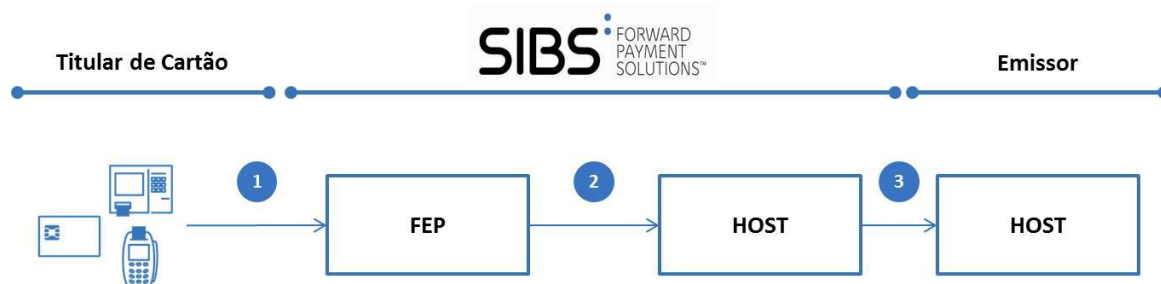 Titular de Cartão
SIBS FORWARD
PAYMENT
SOLUTIONS™
Emissor
1
2
3
FEP
HOST
HOST